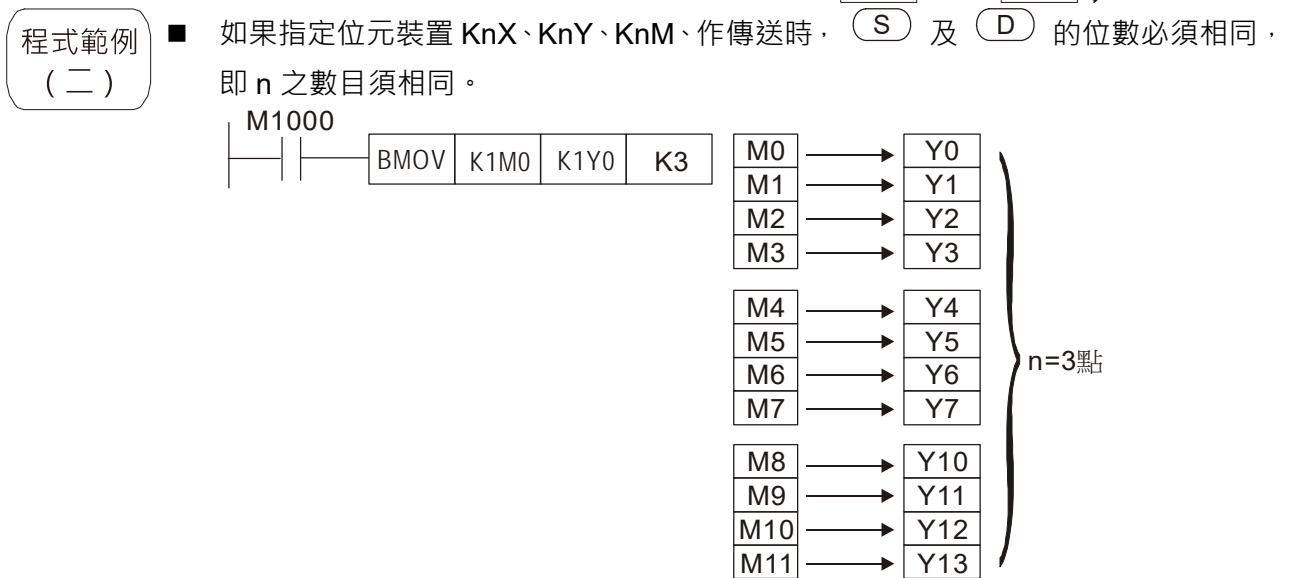 程式範例
（二）
■ 如果指定位元裝置 KnX、KnY、KnM、作傳送時， S 及 D 的位數必須相同，
即 n 之數目須相同。
M1000
BMOV K1M0 K1Y0 K3
M0 Y0
M1 Y1
M2 Y2
M3 Y3
M4 Y4
M5 Y5
M6 Y6
M7 Y7
n=3點
M8 Y10
M9 Y11
M10 Y12
M11 Y13